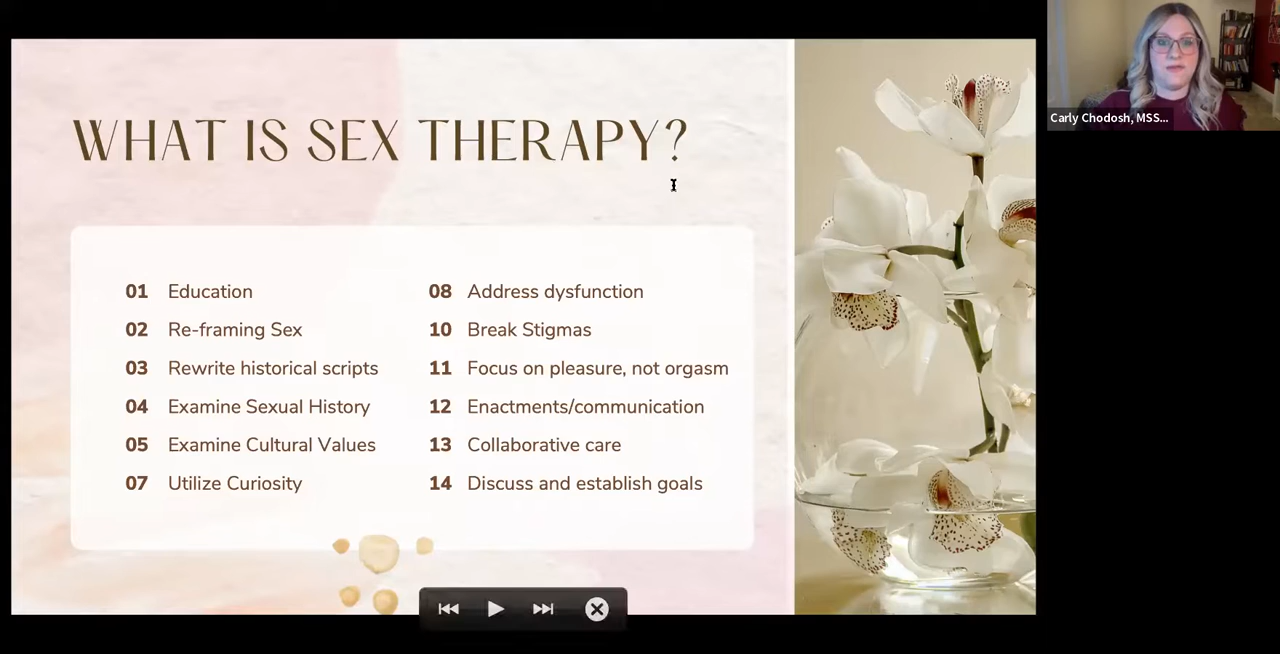 WHAT IS SEX THERAPY?
01 Education
02 Re-framing Sex
03 Rewrite historical scripts
04 Examine Sexual History
05 Examine Cultural Values
07 Utilize Curiosity
08 Address dysfunction
10 Break Stigmas
11 Focus on pleasure, not orgasm
12 Enactments/communication
13 Collaborative care
14 Discuss and establish goals
Carly Chodosh, MSS...